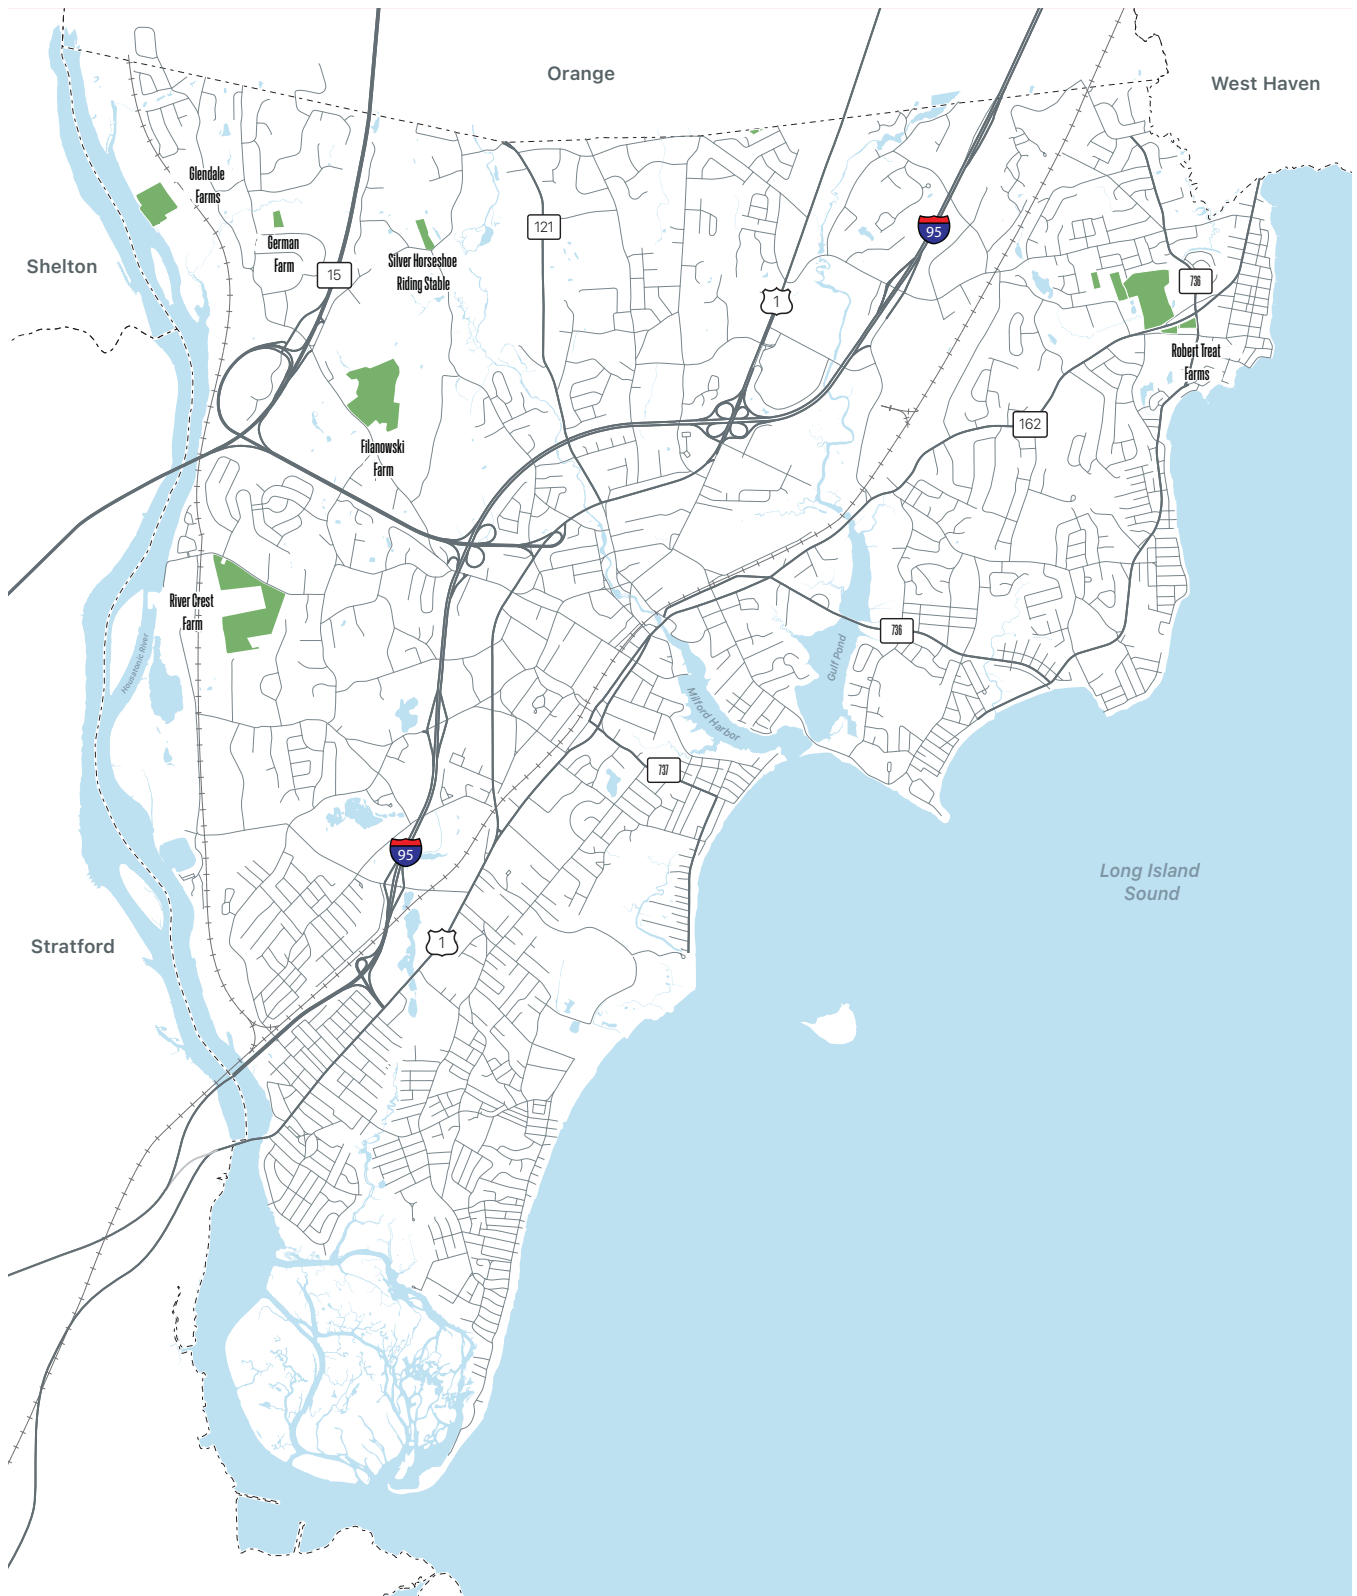 Orange
West Haven
Glendale
Farms
121
German
Farm
95
Silver Horseshoe
Riding Stable
Shelton
15
736
1
Robert Treat
Farms
162
Filanowski
Farm
River Crest
Farm
736
Housatonic River
Gulf Pond
Milford Harbor
737
95
Long Island
Sound
1
Stratford